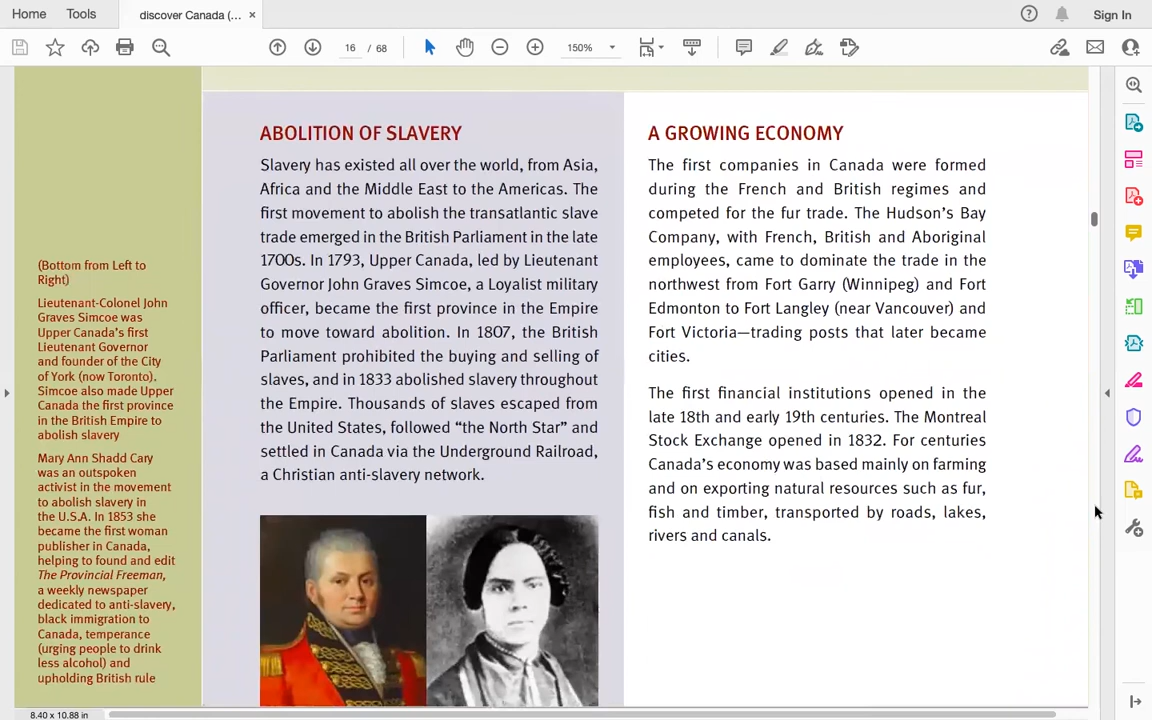 Home Tools discover Canada (... × Sign In
16 / 68 150%
(Bottom from Left to
Right)
Lieutenant-Colonel John
Graves Simcoe was
Upper Canada's first
Lieutenant Governor
and founder of the City
of York (now Toronto).
Simcoe also made Upper
Canada the first province
in the British Empire to
abolish slavery
Mary Ann Shadd Cary
was an outspoken
activist in the movement
to abolish slavery in
the U.S.A. In 1853 she
became the first woman
publisher in Canada,
helping to found and edit
The Provincial Freeman,
a weekly newspaper
dedicated to anti-slavery,
black immigration to
Canada, temperance
(urging people to drink
less alcohol) and
upholding British rule
ABOLITION OF SLAVERY
Slavery has existed all over the world, from Asia,
Africa and the Middle East to the Americas. The
first movement to abolish the transatlantic slave
trade emerged in the British Parliament in the late
1700s. In 1793, Upper Canada, led by Lieutenant
Governor John Graves Simcoe, a Loyalist military
officer, became the first province in the Empire
to move toward abolition. In 1807, the British
Parliament prohibited the buying and selling of
slaves, and in 1833 abolished slavery throughout
the Empire. Thousands of slaves escaped from
the United States, followed “the North Star” and
settled in Canada via the Underground Railroad,
a Christian anti-slavery network.
A GROWING ECONOMY
The first companies in Canada were formed
during the French and British regimes and
competed for the fur trade. The Hudson’s Bay
Company, with French, British and Aboriginal
employees, came to dominate the trade in the
northwest from Fort Garry (Winnipeg) and Fort
Edmonton to Fort Langley (near Vancouver) and
Fort Victoria—trading posts that later became
cities.
The first financial institutions opened in the
late 18th and early 19th centuries. The Montreal
Stock Exchange opened in 1832. For centuries
Canada’s economy was based mainly on farming
and on exporting natural resources such as fur,
fish and timber, transported by roads, lakes,
rivers and canals.
8.40 x 10.88 in